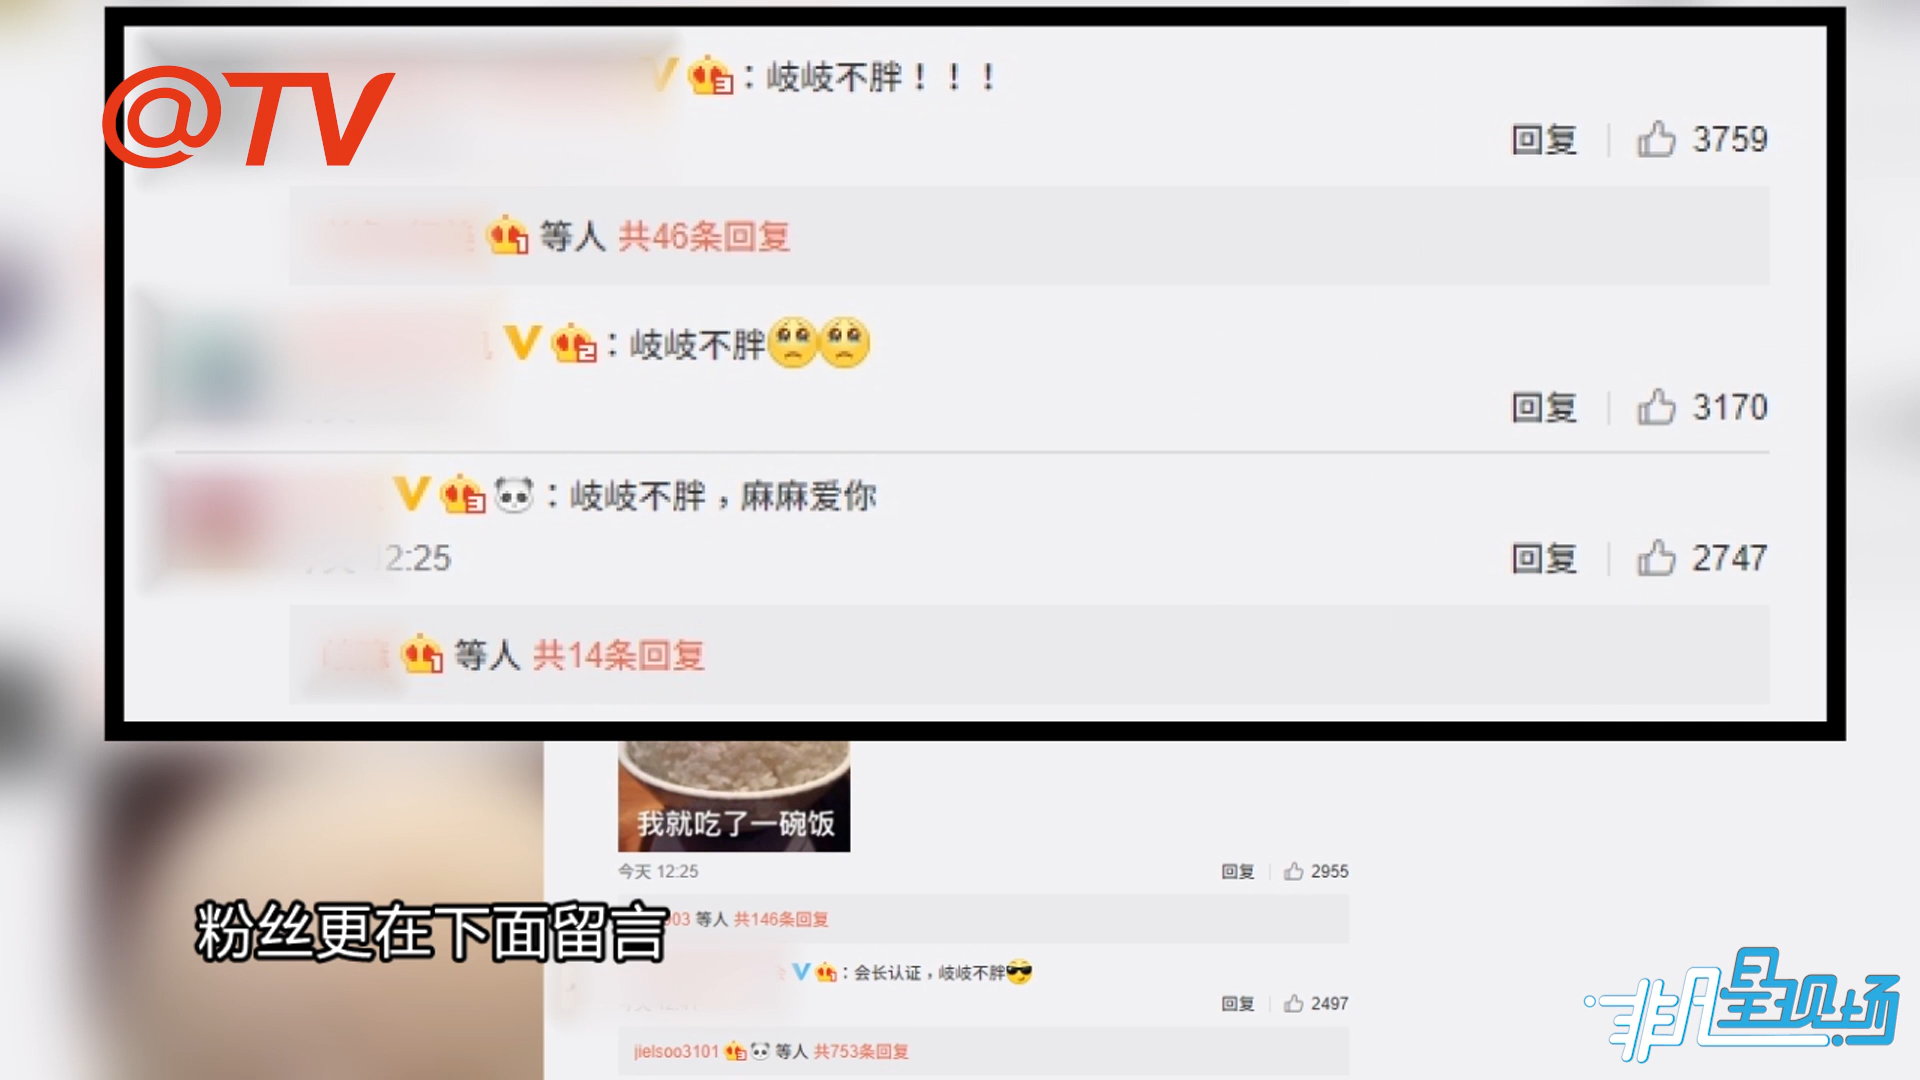 @TV
：岐岐不胖！！！
回复 3759
等人 共46条回复
：岐岐不胖
回复 3170
：岐岐不胖，麻麻爱你
2:25
回复 2747
等人 共14条回复
我就吃了一碗饭
今天 12:25
回复 2955
03 等人 共146条回复
粉丝更在下面留言
：会长认证，岐岐不胖
回复 2497
jielsoo3101 等人 共753条回复
非凡星现场